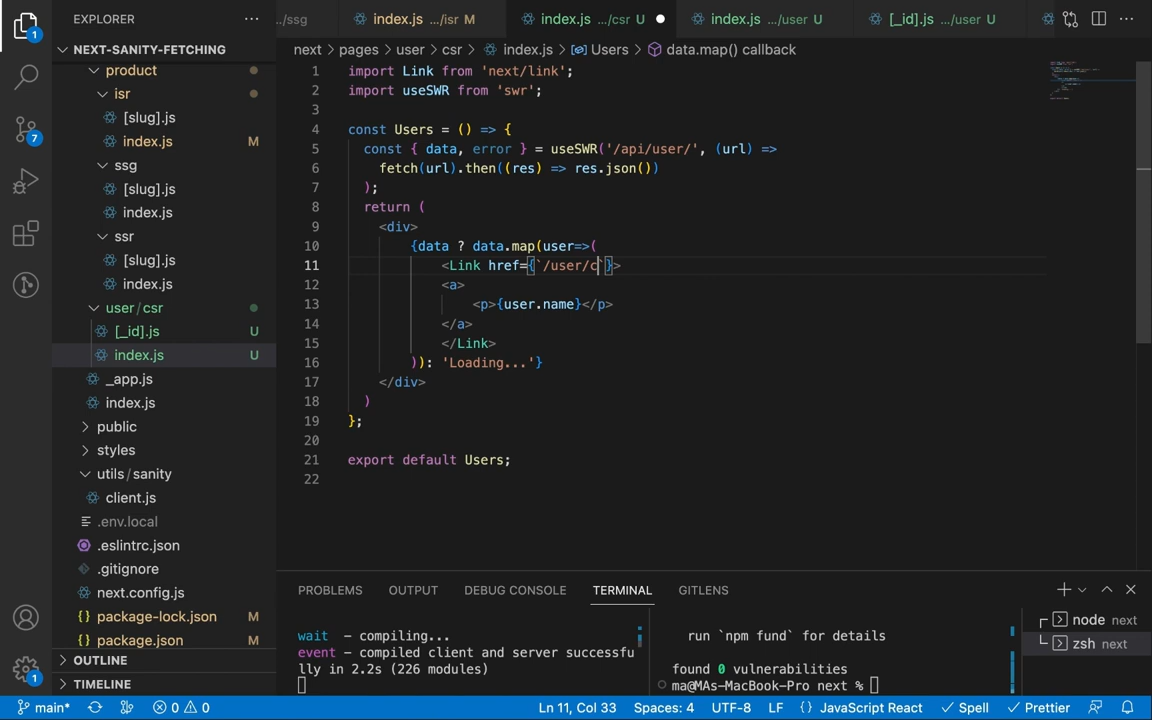 EXPLORER
NEXT-SANITY-FETCHING
product
isr
[slug].js
index.js M
ssg
[slug].js
index.js
ssr
[slug].js
index.js
user/csr
[_id].js U
index.js U
_app.js
index.js
public
styles
utils/sanity
client.js
.env.local
.eslintrc.json
.gitignore
next.config.js
package-lock.json M
package.json M
OUTLINE
TIMELINE
.../ssg
index.js .../isr M
index.js .../csr U
index.js .../user U
[_id].js .../user U
next > pages > user > csr > index.js > Users > data.map() callback
1 import Link from 'next/link';
2 import useSWR from 'swr';
3
4 const Users = () => {
5 const { data, error } = useSWR('/api/user/', (url) =>
6 fetch(url).then((res) => res.json())
7 );
8 return (
9 <div>
10 {data ? data.map(user=>(
11 <Link href={`/user/c`}>
12 <a>
13 <p>{user.name}</p>
14 </a>
15 </Link>
16 )): 'Loading...'}
17 </div>
18 )
19 };
20
21 export default Users;
22
PROBLEMS OUTPUT DEBUG CONSOLE TERMINAL GITLENS
wait - compiling...
event - compiled client and server successfu
lly in 2.2s (226 modules)
run `npm fund` for details
found 0 vulnerabilities
ma@MAs-MacBook-Pro next %
node next
zsh next
1
7
1
main* 0 0 Ln 11, Col 33 Spaces: 4 UTF-8 LF {} JavaScript React Spell Prettier